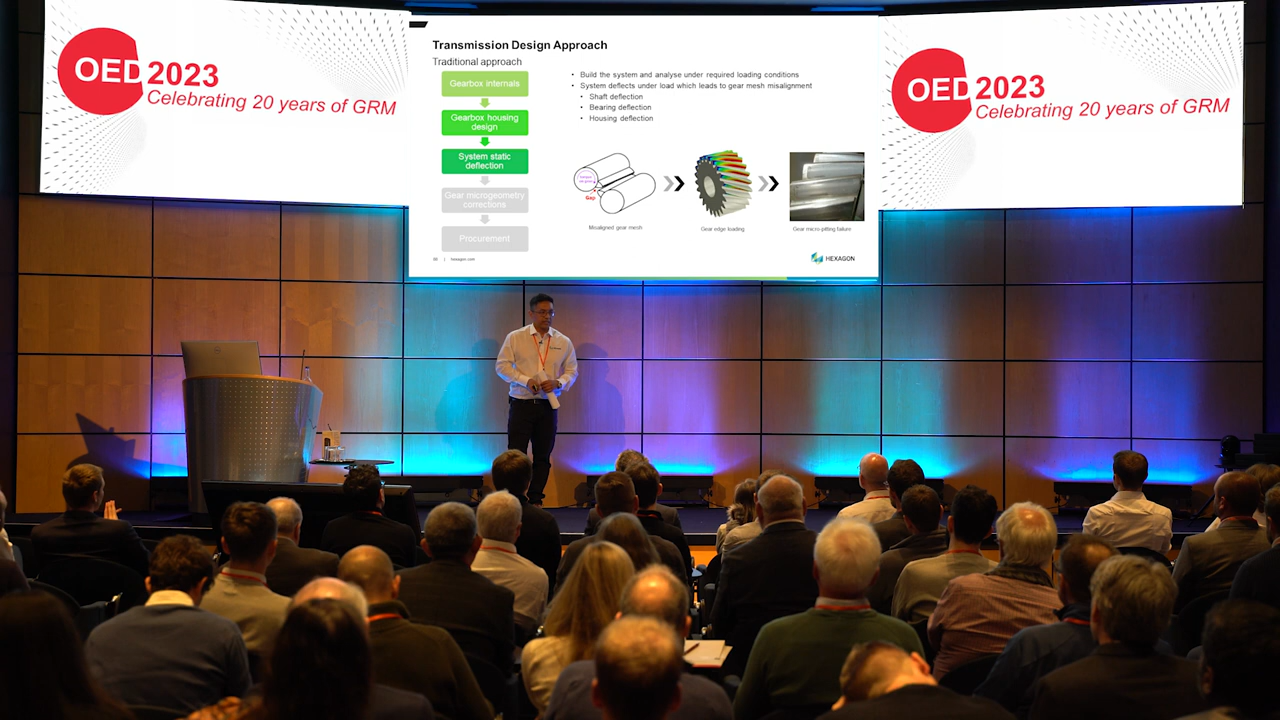 OED 2023
Celebrating 20 years of GRM
Transmission Design Approach
Traditional approach
Gearbox internals
Gearbox housing
design
System static
deflection
Gear microgeometry
corrections
Procurement
• Build the system and analyse under required loading conditions
• System deflects under load which leads to gear mesh misalignment
• Shaft deflection
• Bearing deflection
• Housing deflection
Gap
Misaligned gear mesh
Gear edge loading
Gear micro-pitting failure
hexagon.com
HEXAGON
OED 2023
Celebrating 20 years of GRM